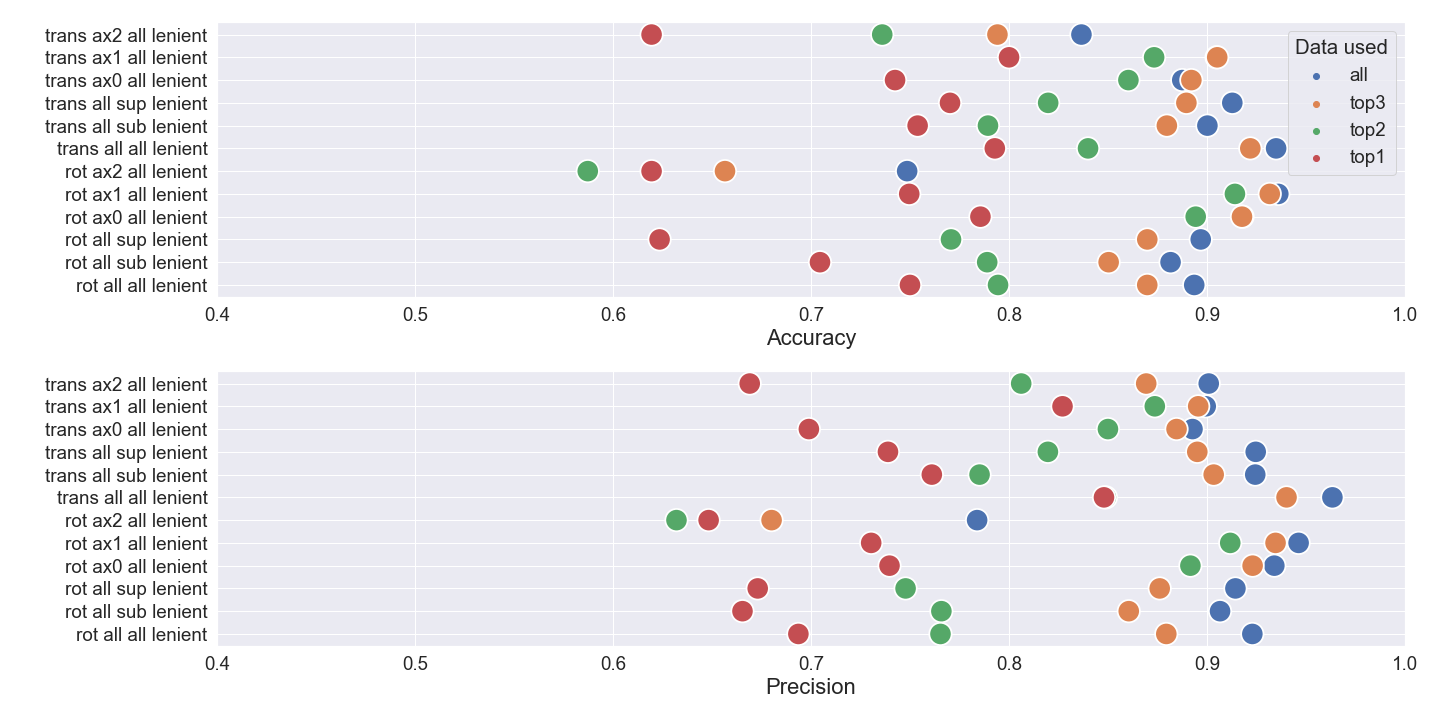 trans ax2 all lenient
trans ax1 all lenient
trans ax0 all lenient
trans all sup lenient
trans all sub lenient
trans all all lenient
rot ax2 all lenient
rot ax1 all lenient
rot ax0 all lenient
rot all sup lenient
rot all sub lenient
rot all all lenient
Data used
all
top3
top2
top1
0.4 0.5 0.6 0.7 0.8 0.9 1.0
Accuracy
trans ax2 all lenient
trans ax1 all lenient
trans ax0 all lenient
trans all sup lenient
trans all sub lenient
trans all all lenient
rot ax2 all lenient
rot ax1 all lenient
rot ax0 all lenient
rot all sup lenient
rot all sub lenient
rot all all lenient
0.4 0.5 0.6 0.7 0.8 0.9 1.0
Precision